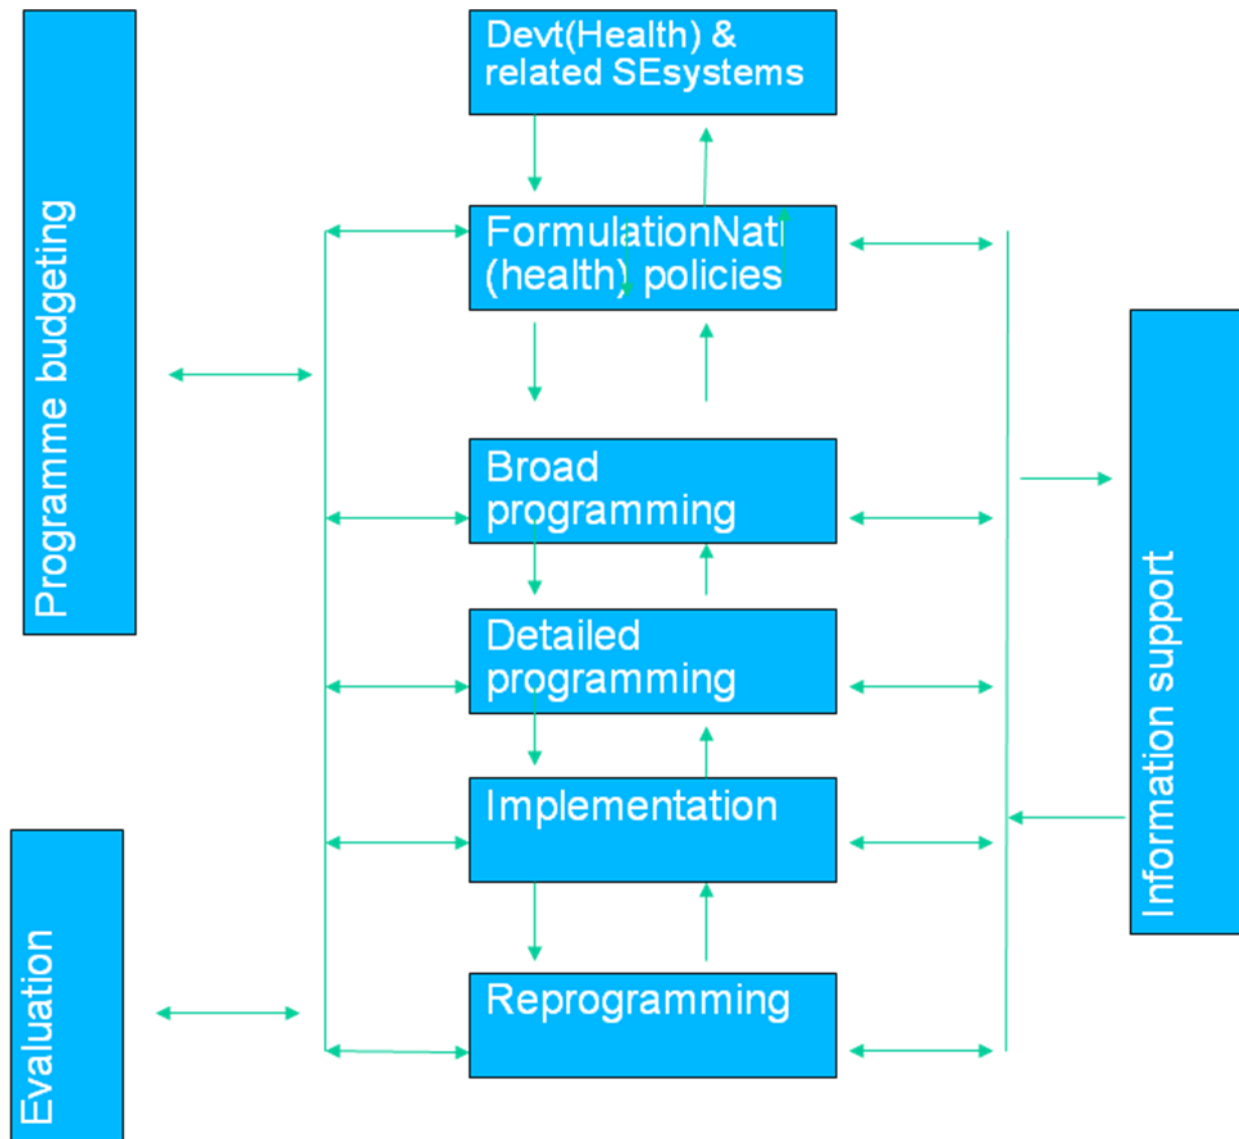 Devt(Health) &
related SEsystems
Programme budgeting
FormulationNatl
(health) policies
Broad
programming
Detailed
programming
Information support
Implementation
Evaluation
Reprogramming